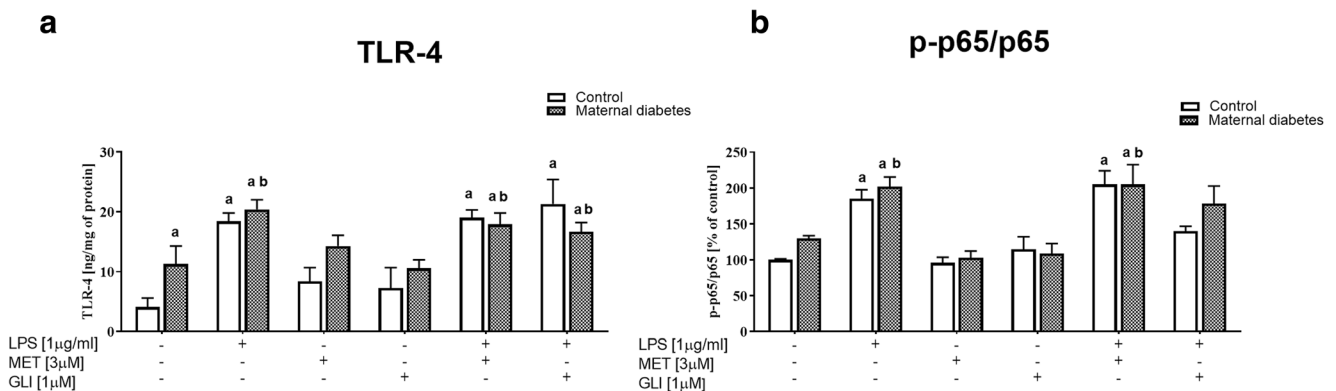 a
TLR-4
Control
Maternal diabetes
TLR-4 [ng/mg of protein]
30
20
10
0
a
a
a b
a
a b
a
a b
LPS [1µg/ml] - + - - + +
MET [3µM] - - + - + -
GLI [1µM] - - - + - +
b
p-p65/p65
Control
Maternal diabetes
p-p65/p65 [% of control]
250
200
150
100
50
0
a
a b
a
a b
LPS [1µg/ml] - + - - + +
MET [3µM] - - + - + -
GLI [1µM] - - - + - +